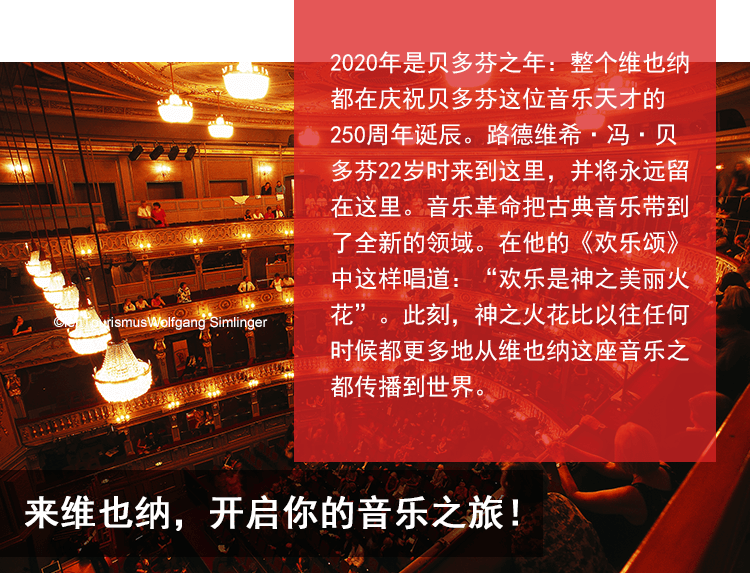 2020年是贝多芬之年：整个维也纳
都在庆祝贝多芬这位音乐天才的
250周年诞辰。路德维希·冯·贝
多芬22岁时来到这里，并将永远留
在这里。音乐革命把古典音乐带到
了全新的领域。在他的《欢乐颂》
中这样唱道：“欢乐是神之美丽火
花”。此刻，神之火花比以往任何
时候都更多地从维也纳这座音乐之
都传播到世界。
Wolfgang Simlinger
来维也纳，开启你的音乐之旅！